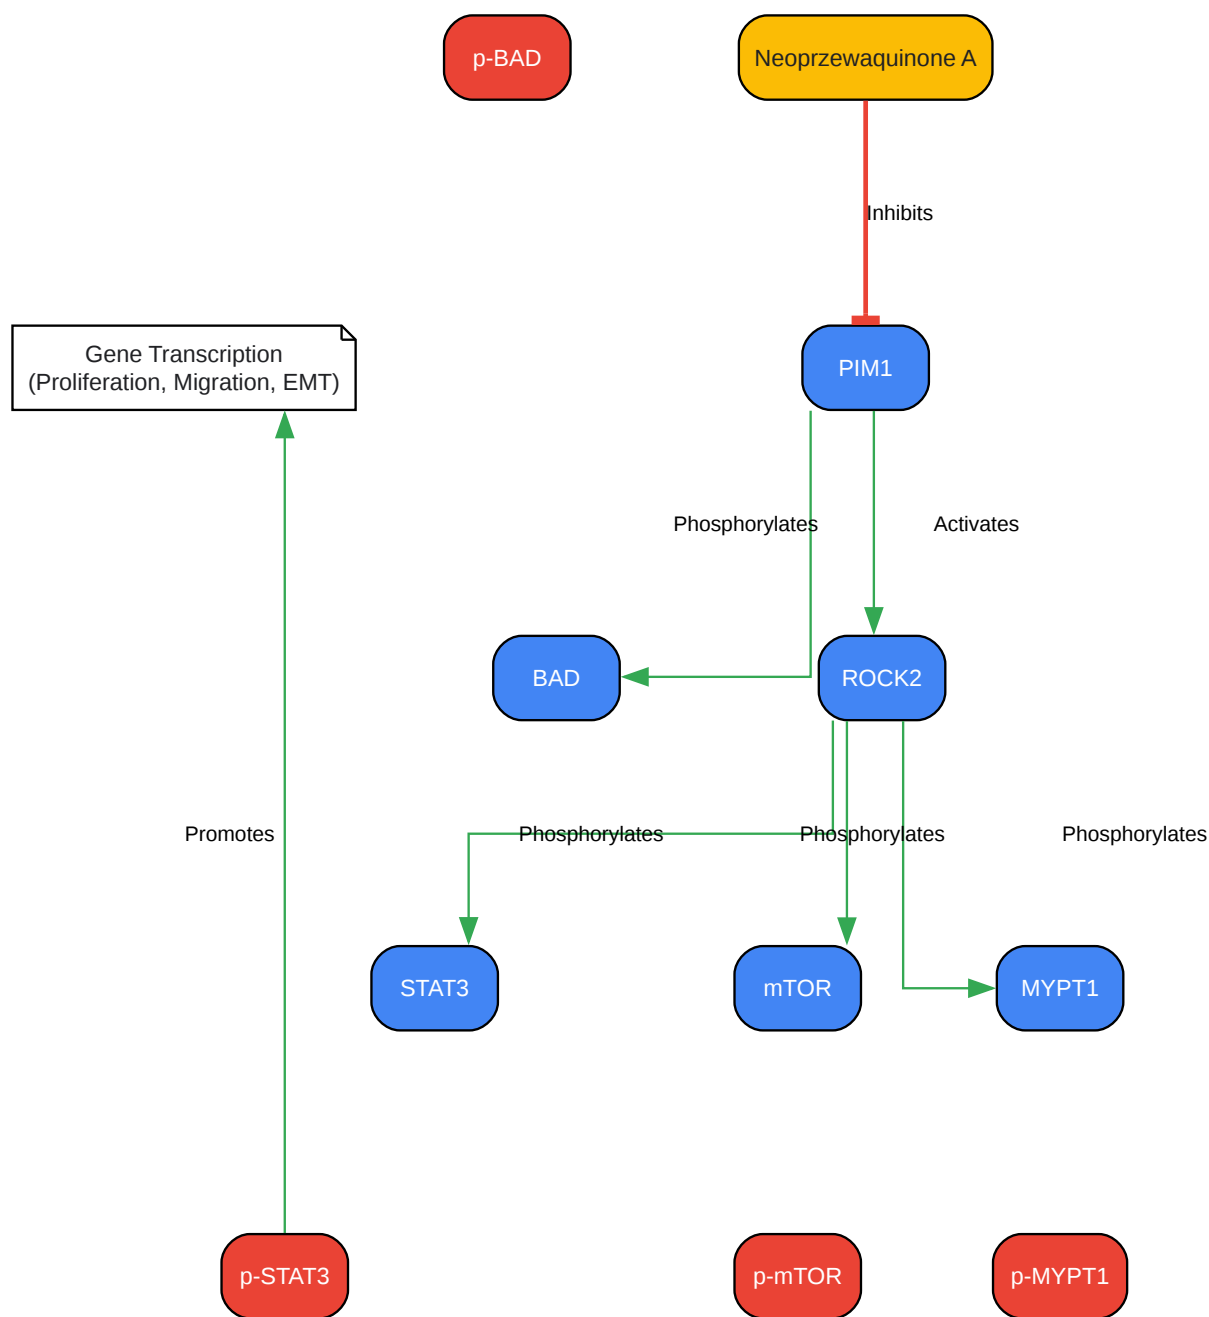 p-BAD
Neoprzewaquinone A
Inhibits
Gene Transcription
(Proliferation, Migration, EMT)
PIM1
Phosphorylates
Activates
BAD
ROCK2
Promotes
Phosphorylates
Phosphorylates
Phosphorylates
STAT3
mTOR
MYPT1
p-STAT3
p-mTOR
p-MYPT1